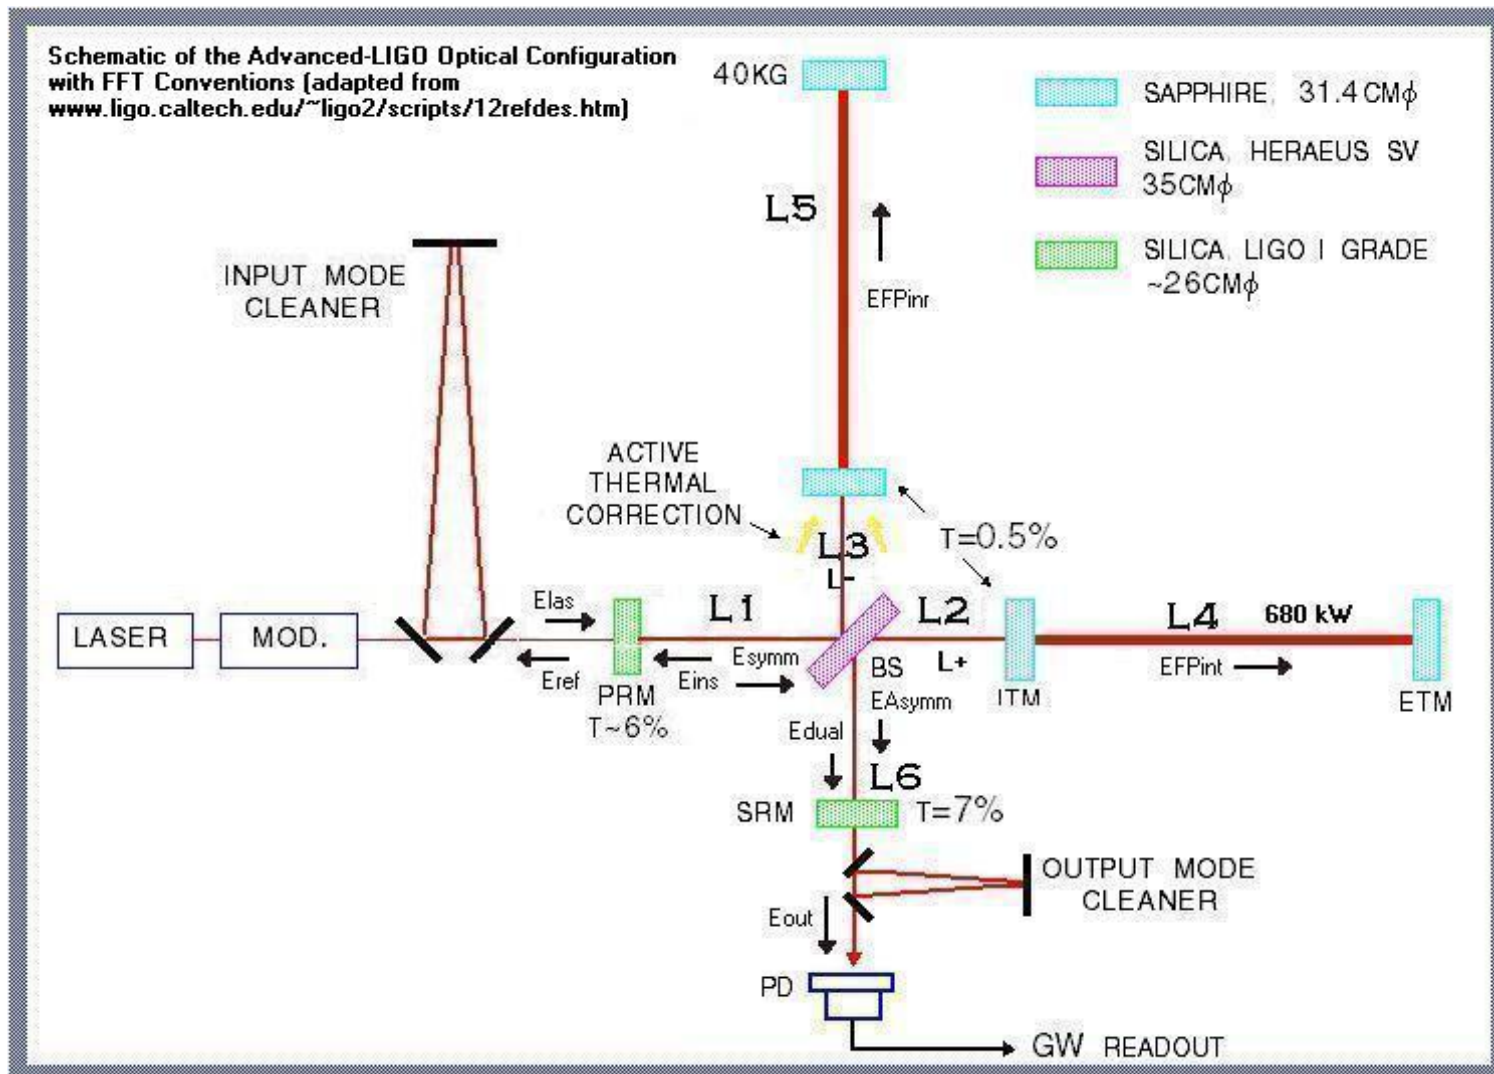 Schematic of the Advanced-LIGO Optical Configuration
with FFT Conventions (adapted from
www.ligo.caltech.edu/~ligo2/scripts/12refdes.htm)
40KG
SAPPHIRE, 31.4CMϕ
SILICA, HERAEUS SV
35CMϕ
SILICA, LIGO I GRADE
~26CMϕ
L5
EFPinr
INPUT MODE
CLEANER
ACTIVE
THERMAL
CORRECTION
L3
L-
T=0.5%
LASER
MOD.
Elas
Eref
PRM
T~6%
L1
Esymm
Eins
BS
L2
L+
ITM
L4
680 kW
EFPint
ETM
EAsymm
Edual
L6
SRM
T=7%
OUTPUT MODE
CLEANER
Eout
PD
GW READOUT